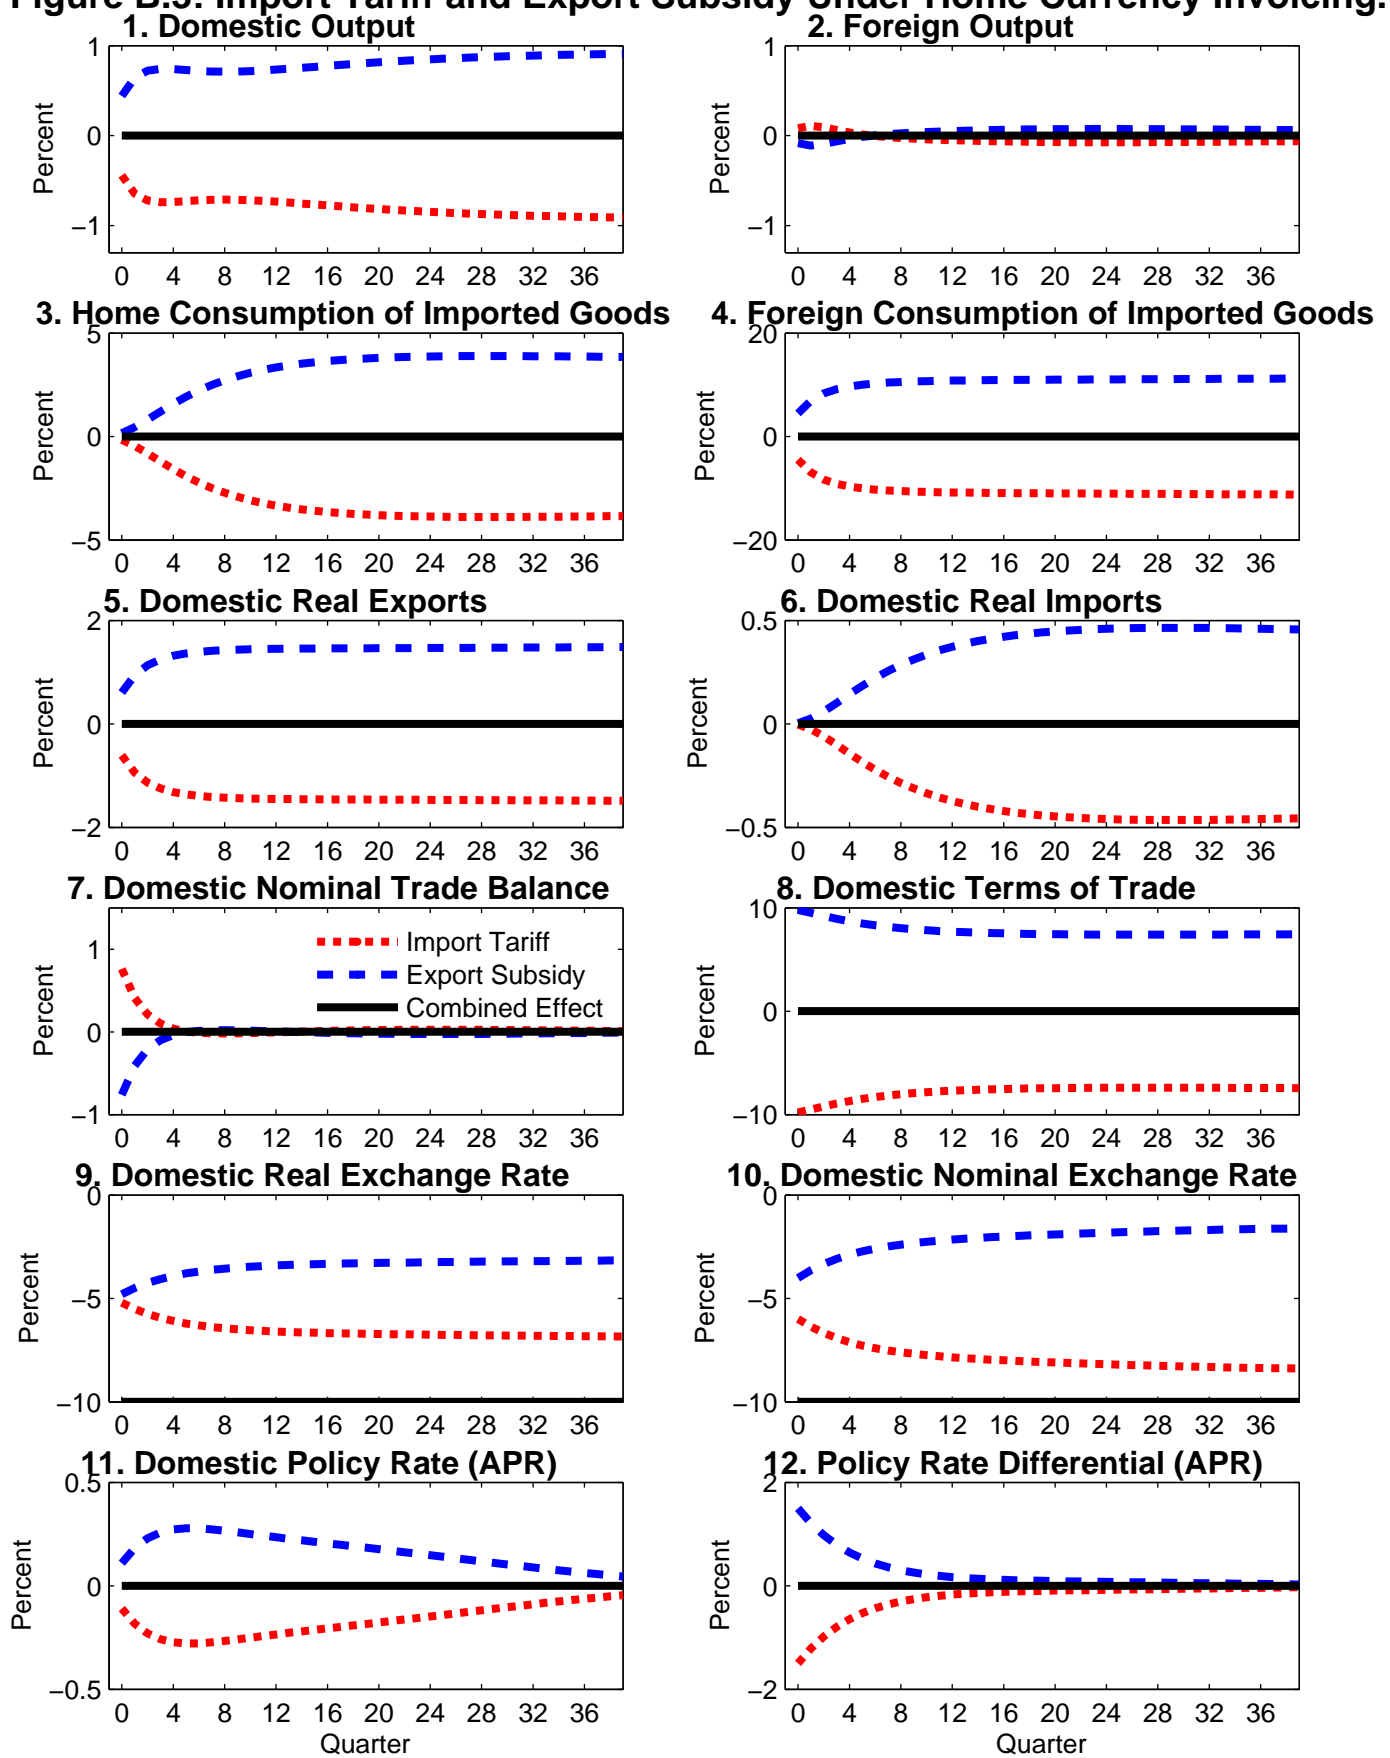 Figure B.3: Import Tariff and Export Subsidy Under Home Currency Invoicing.
1. Domestic Output
2. Foreign Output
Percent
1
0
−1
0 4 8 12 16 20 24 28 32 36
Percent
1
0
−1
0 4 8 12 16 20 24 28 32 36
3. Home Consumption of Imported Goods
4. Foreign Consumption of Imported Goods
Percent
5
0
−5
0 4 8 12 16 20 24 28 32 36
Percent
20
0
−20
0 4 8 12 16 20 24 28 32 36
5. Domestic Real Exports
6. Domestic Real Imports
Percent
2
0
−2
0 4 8 12 16 20 24 28 32 36
Percent
0.5
0
−0.5
0 4 8 12 16 20 24 28 32 36
7. Domestic Nominal Trade Balance
8. Domestic Terms of Trade
Percent
1
0
−1
Import Tariff
Export Subsidy
Combined Effect
0 4 8 12 16 20 24 28 32 36
Percent
10
0
−10
0 4 8 12 16 20 24 28 32 36
9. Domestic Real Exchange Rate
10. Domestic Nominal Exchange Rate
Percent
0
−5
−10
0 4 8 12 16 20 24 28 32 36
Percent
0
−5
−10
0 4 8 12 16 20 24 28 32 36
11. Domestic Policy Rate (APR)
12. Policy Rate Differential (APR)
Percent
0.5
0
−0.5
0 4 8 12 16 20 24 28 32 36
Quarter
Percent
2
0
−2
0 4 8 12 16 20 24 28 32 36
Quarter